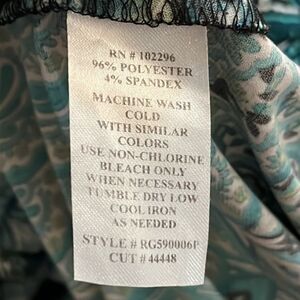 RN # 102296
96% POLYESTER
4% SPANDEX
MACHINE WASH
COLD
WITH SIMILAR
COLORS
USE NON-CHLORINE
BLEACH ONLY
WHEN NECESSARY
TUMBLE DRY LOW
COOL IRON
AS NEEDED
STYLE # RG590006P
CUT # 44448